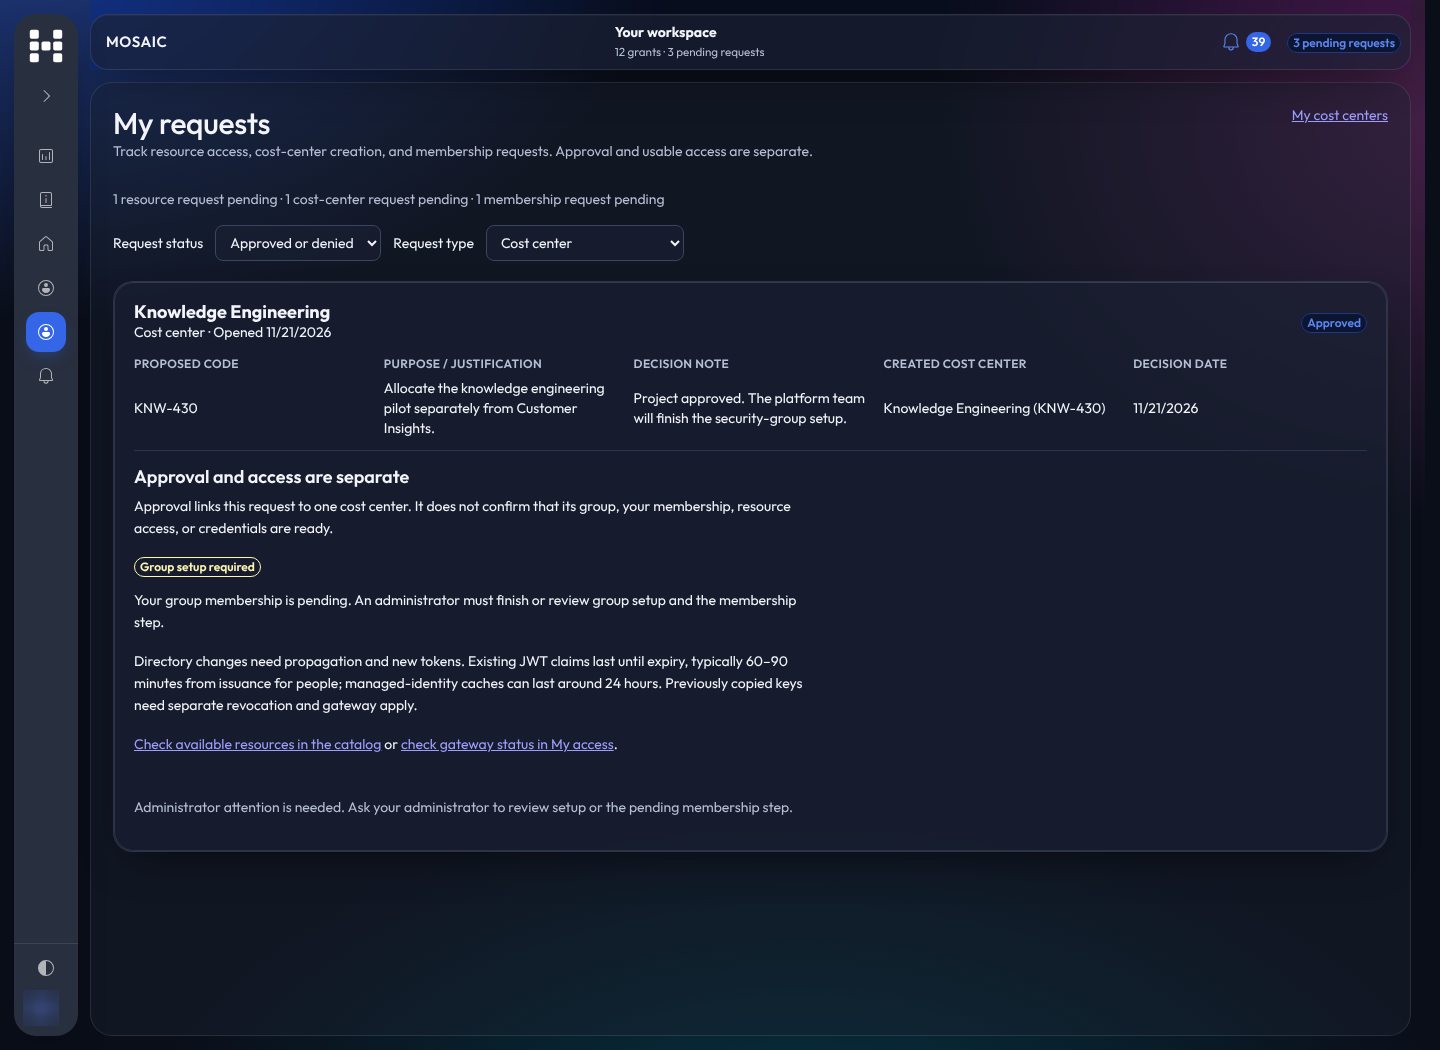 MOSAIC
Your workspace
12 grants · 3 pending requests
39
3 pending requests
My requests
My cost centers
Track resource access, cost-center creation, and membership requests. Approval and usable access are separate.
1 resource request pending · 1 cost-center request pending · 1 membership request pending
Request status
Approved or denied
Request type
Cost center
Knowledge Engineering
Cost center · Opened 11/21/2026
Approved
PROPOSED CODE
KNW-430
PURPOSE / JUSTIFICATION
Allocate the knowledge engineering
pilot separately from Customer
Insights.
DECISION NOTE
Project approved. The platform team
will finish the security-group setup.
CREATED COST CENTER
Knowledge Engineering (KNW-430)
DECISION DATE
11/21/2026
Approval and access are separate
Approval links this request to one cost center. It does not confirm that its group, your membership, resource
access, or credentials are ready.
Group setup required
Your group membership is pending. An administrator must finish or review group setup and the membership
step.
Directory changes need propagation and new tokens. Existing JWT claims last until expiry, typically 60–90
minutes from issuance for people; managed-identity caches can last around 24 hours. Previously copied keys
need separate revocation and gateway apply.
Check available resources in the catalog or check gateway status in My access.
Administrator attention is needed. Ask your administrator to review setup or the pending membership step.